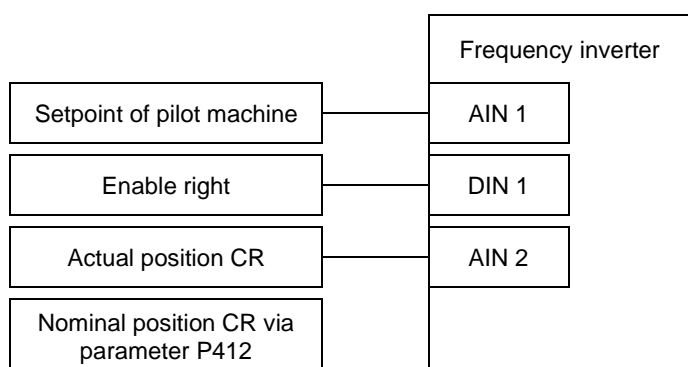 Frequency inverter
Setpoint of pilot machine
AIN 1
Enable right
DIN 1
Actual position CR
AIN 2
Nominal position CR via
parameter P412